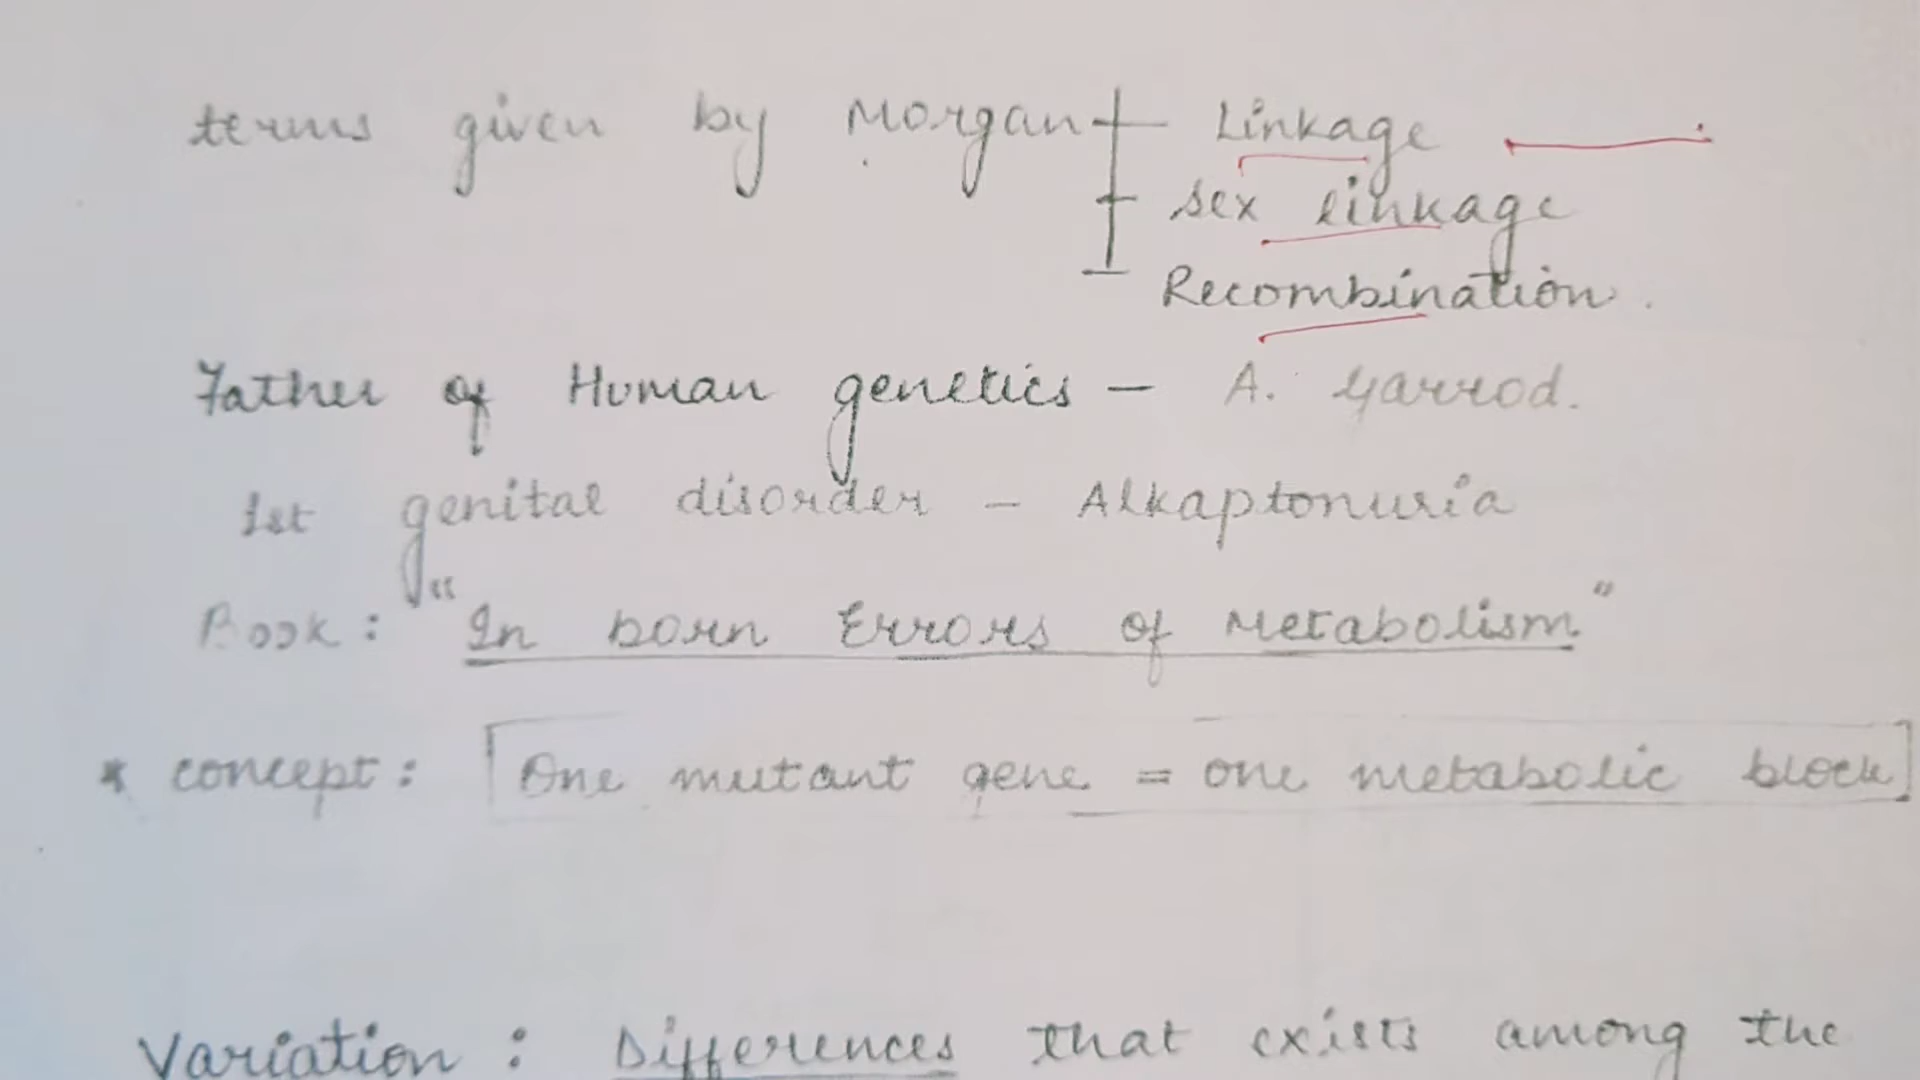 terms given by Morgan Linkage
sex linkage
Recombination.
Father of Human genetics - A. Garrod.
1st genital disorder - Alkaptonuria
Book: "In born Errors of Metabolism"
* concept: One mutant gene = one metabolic block
Variation: Differences that exists among the